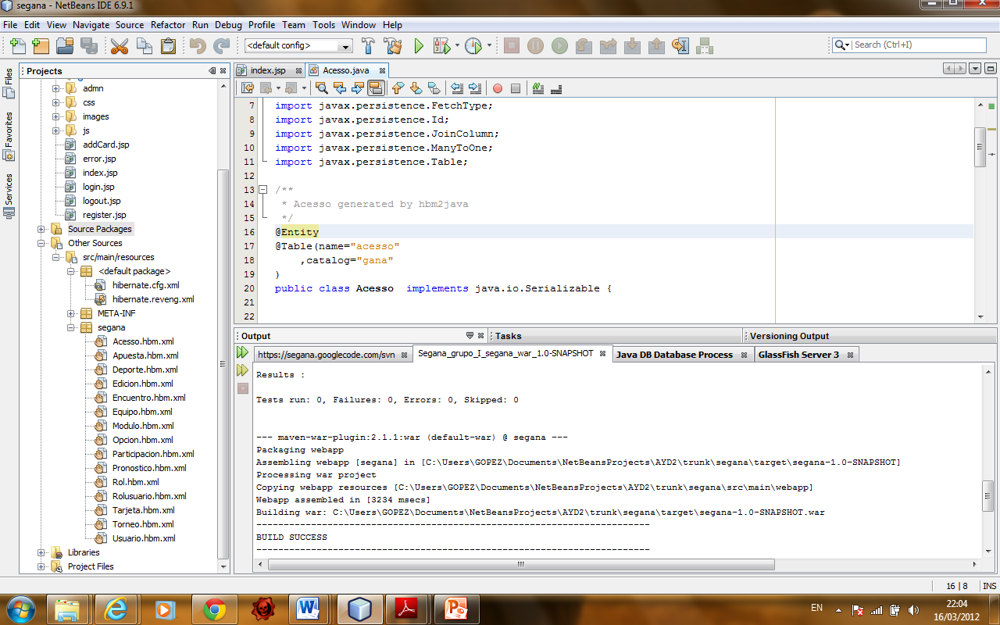 segana - NetBeans IDE 6.9.1
File Edit View Navigate Source Refactor Run Debug Profile Team Tools Window Help
<default config>
Search (Ctrl+I)
Files
Favorites
Services
Projects
admn
css
images
js
addCard.jsp
error.jsp
index.jsp
login.jsp
logout.jsp
register.jsp
Source Packages
Other Sources
src/main/resources
<default package>
hibernate.cfg.xml
hibernate.reveng.xml
META-INF
segana
Acesso.hbm.xml
Apuesta.hbm.xml
Deporte.hbm.xml
Edicion.hbm.xml
Encuentro.hbm.xml
Equipo.hbm.xml
Modulo.hbm.xml
Opcion.hbm.xml
Participacion.hbm.xml
Pronostico.hbm.xml
Rol.hbm.xml
Rolusuario.hbm.xml
Tarjeta.hbm.xml
Torneo.hbm.xml
Usuario.hbm.xml
Libraries
Project Files
index.jsp Acesso.java
7 import javax.persistence.FetchType;
8 import javax.persistence.Id;
9 import javax.persistence.JoinColumn;
10 import javax.persistence.ManyToOne;
11 import javax.persistence.Table;
12
13 /**
14 * Acesso generated by hbm2java
15 */
16 @Entity
17 @Table(name="acesso"
18 ,catalog="gana"
19 )
20 public class Acesso implements java.io.Serializable {
21
22
Output Tasks Versioning Output
https://segana.googlecode.com/svn Segana_grupo_I_segana_war_1.0-SNAPSHOT Java DB Database Process GlassFish Server 3
Results :
Tests run: 0, Failures: 0, Errors: 0, Skipped: 0
--- maven-war-plugin:2.1.1:war (default-war) @ segana ---
Packaging webapp
Assembling webapp [segana] in [C:\Users\GOPEZ\Documents\NetBeansProjects\AYD2\trunk\segana\target\segana-1.0-SNAPSHOT]
Processing war project
Copying webapp resources [C:\Users\GOPEZ\Documents\NetBeansProjects\AYD2\trunk\segana\src\main\webapp]
Webapp assembled in [3234 msecs]
Building war: C:\Users\GOPEZ\Documents\NetBeansProjects\AYD2\trunk\segana\target\segana-1.0-SNAPSHOT.war
------------------------------------------------------------------------
BUILD SUCCESS
------------------------------------------------------------------------
16 | 8 INS
EN
22:04
16/03/2012